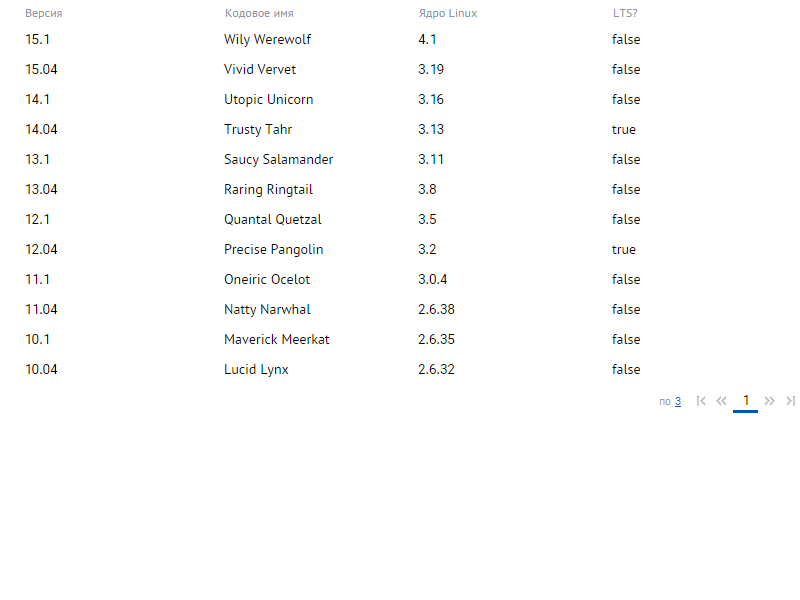 Версия Кодовое имя Ядро Linux LTS?
15.1 Wily Werewolf 4.1 false
15.04 Vivid Vervet 3.19 false
14.1 Utopic Unicorn 3.16 false
14.04 Trusty Tahr 3.13 true
13.1 Saucy Salamander 3.11 false
13.04 Raring Ringtail 3.8 false
12.1 Quantal Quetzal 3.5 false
12.04 Precise Pangolin 3.2 true
11.1 Oneiric Ocelot 3.0.4 false
11.04 Natty Narwhal 2.6.38 false
10.1 Maverick Meerkat 2.6.35 false
10.04 Lucid Lynx 2.6.32 false
по 3 1